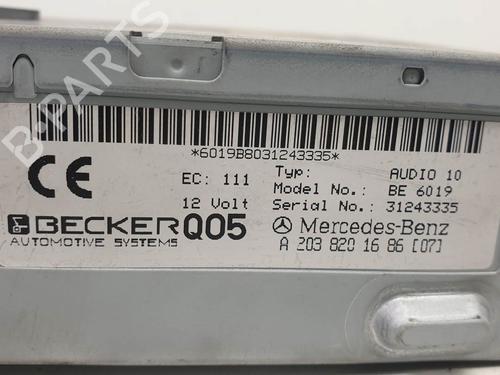 B-PARTS
*6019B8031243335*
CE
EC: 111
Typ: AUDIO 10
Model No.: BE 6019
12 Volt
Serial No.: 31243335
BECKER Q05
Mercedes-Benz
AUTOMOTIVE SYSTEMS
A 203 820 16 86 [07]